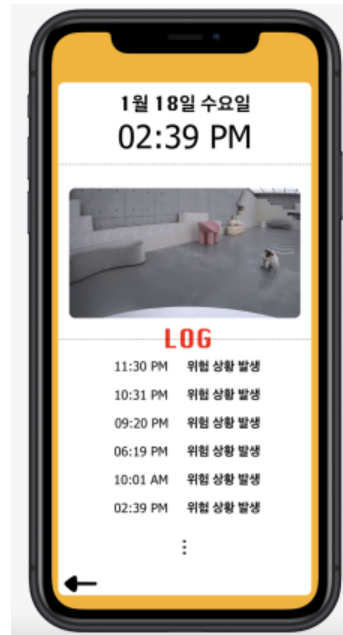 1월 18일 수요일
02:39 PM
LOG
11:30 PM 위험 상황 발생
10:31 PM 위험 상황 발생
09:20 PM 위험 상황 발생
06:19 PM 위험 상황 발생
10:01 AM 위험 상황 발생
02:39 PM 위험 상황 발생